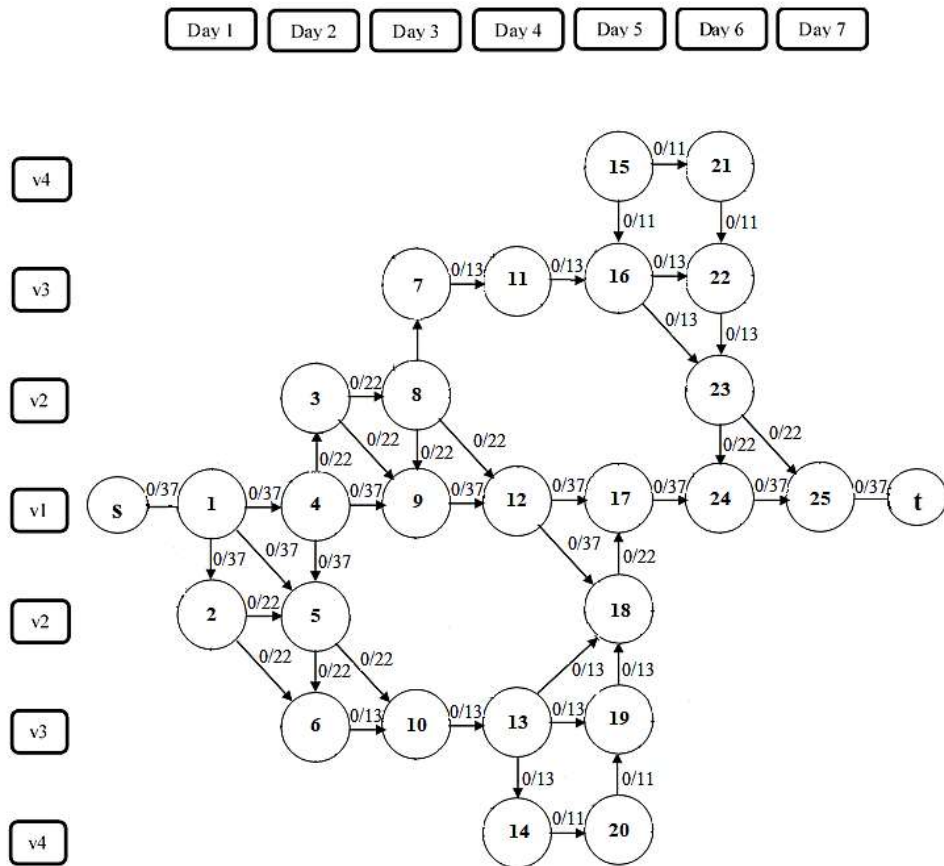 Day 1 Day 2 Day 3 Day 4 Day 5 Day 6 Day 7
v4 15 0/11 21
0/11 0/11
v3 7 0/13 11 0/13 16 0/13 22
0/13 0/13
v2 3 0/22 8 23
0/22 0/22 0/22 0/22 0/22 0/22
v1 s 0/37 1 0/37 4 0/37 9 0/37 12 0/37 17 0/37 24 0/37 25 0/37 t
0/37 0/37 0/37 0/37 0/22
v2 2 0/22 5 18
0/22 0/22 0/22 0/13 0/13
v3 6 0/13 10 0/13 13 0/13 19
0/13 0/11
v4 14 0/11 20